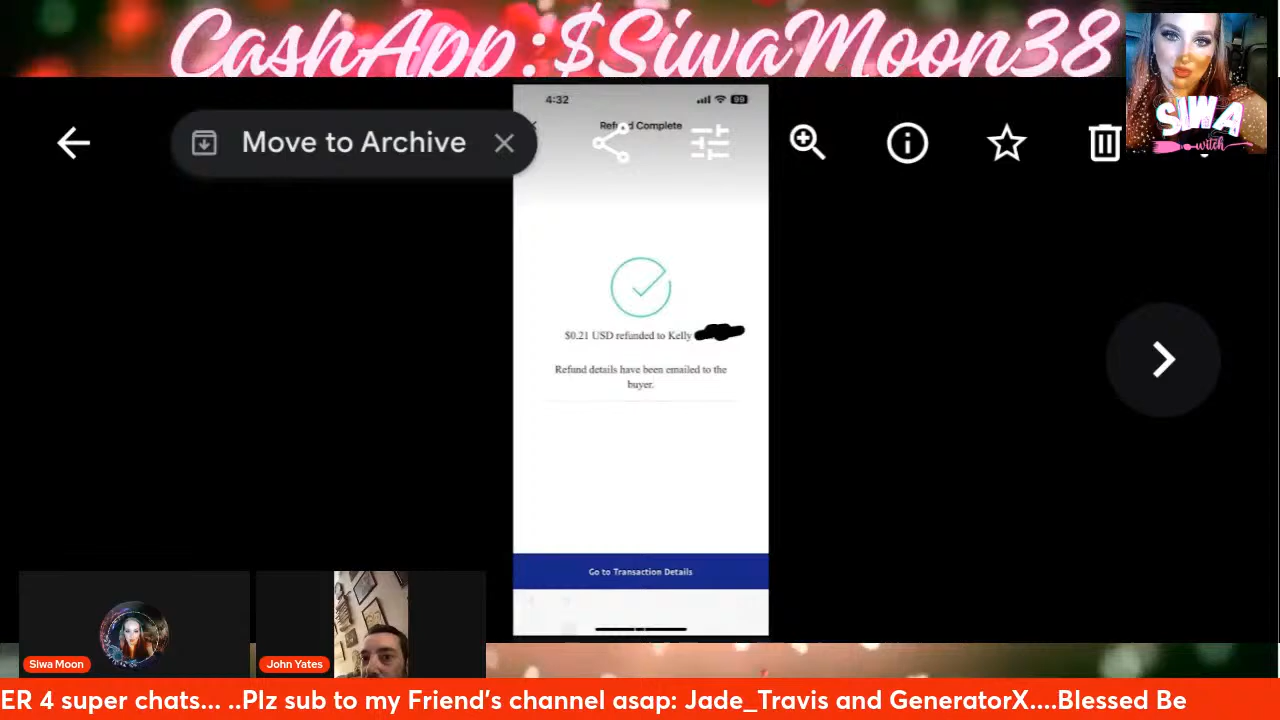 CashApp:$SiwaMoon38
SIWA
witch
4:32
99
Refund Complete
Move to Archive
$0.21 USD refunded to Kelly
Refund details have been emailed to the
buyer.
Go to Transaction Details
Siwa Moon
John Yates
ER 4 super chats... ..Plz sub to my Friend's channel asap: Jade_Travis and GeneratorX....Blessed Be